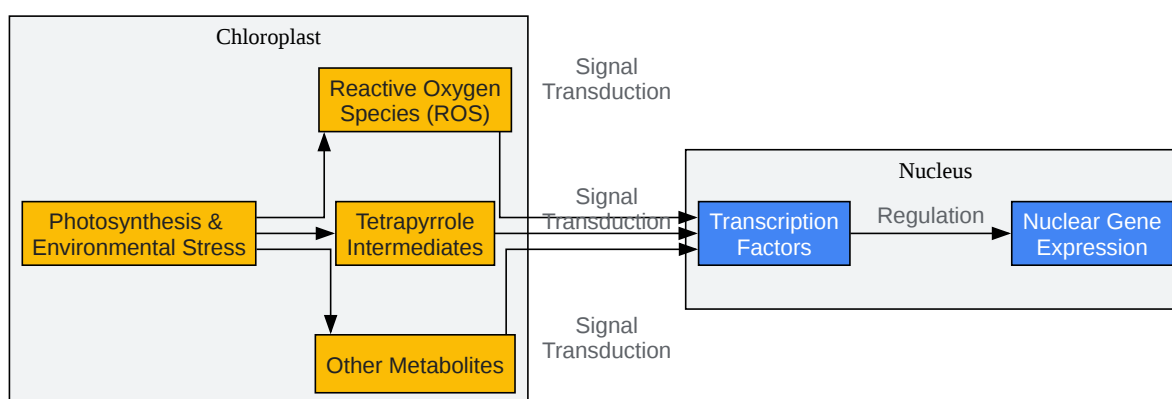 Chloroplast
Reactive Oxygen
Species (ROS)
Signal
Transduction
Photosynthesis &
Environmental Stress
Tetrapyrrole
Intermediates
Signal
Transduction
Other Metabolites
Signal
Transduction
Nucleus
Transcription
Factors
Regulation
Nuclear Gene
Expression